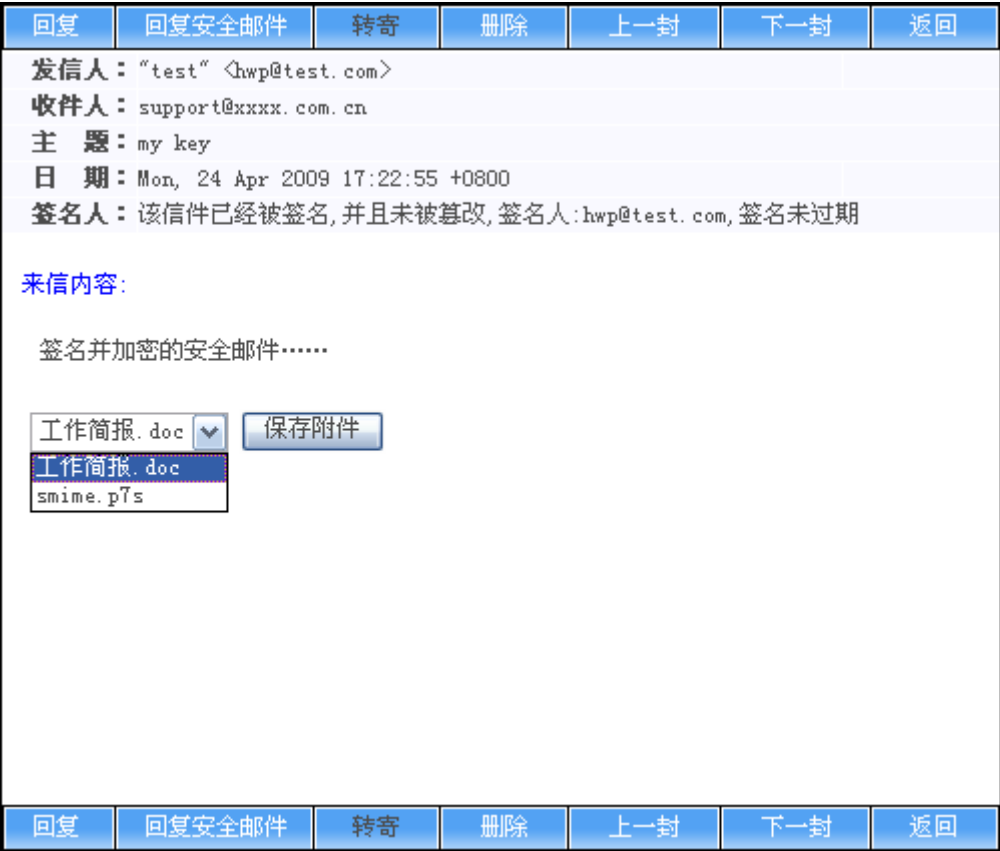 回复 回复安全邮件 转寄 删除 上一封 下一封 返回
发信人："test" <hwp@test.com>
收件人：support@xxxx.com.cn
主 题：my key
日 期：Mon, 24 Apr 2009 17:22:55 +0800
签名人：该信件已经被签名,并且未被篡改,签名人:hwp@test.com,签名未过期
来信内容:
签名并加密的安全邮件……
工作简报.doc 保存附件
工作简报.doc
smime.p7s
回复 回复安全邮件 转寄 删除 上一封 下一封 返回